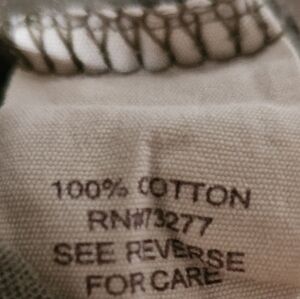 100% COTTON
RN#73277
SEE REVERSE
FOR CARE